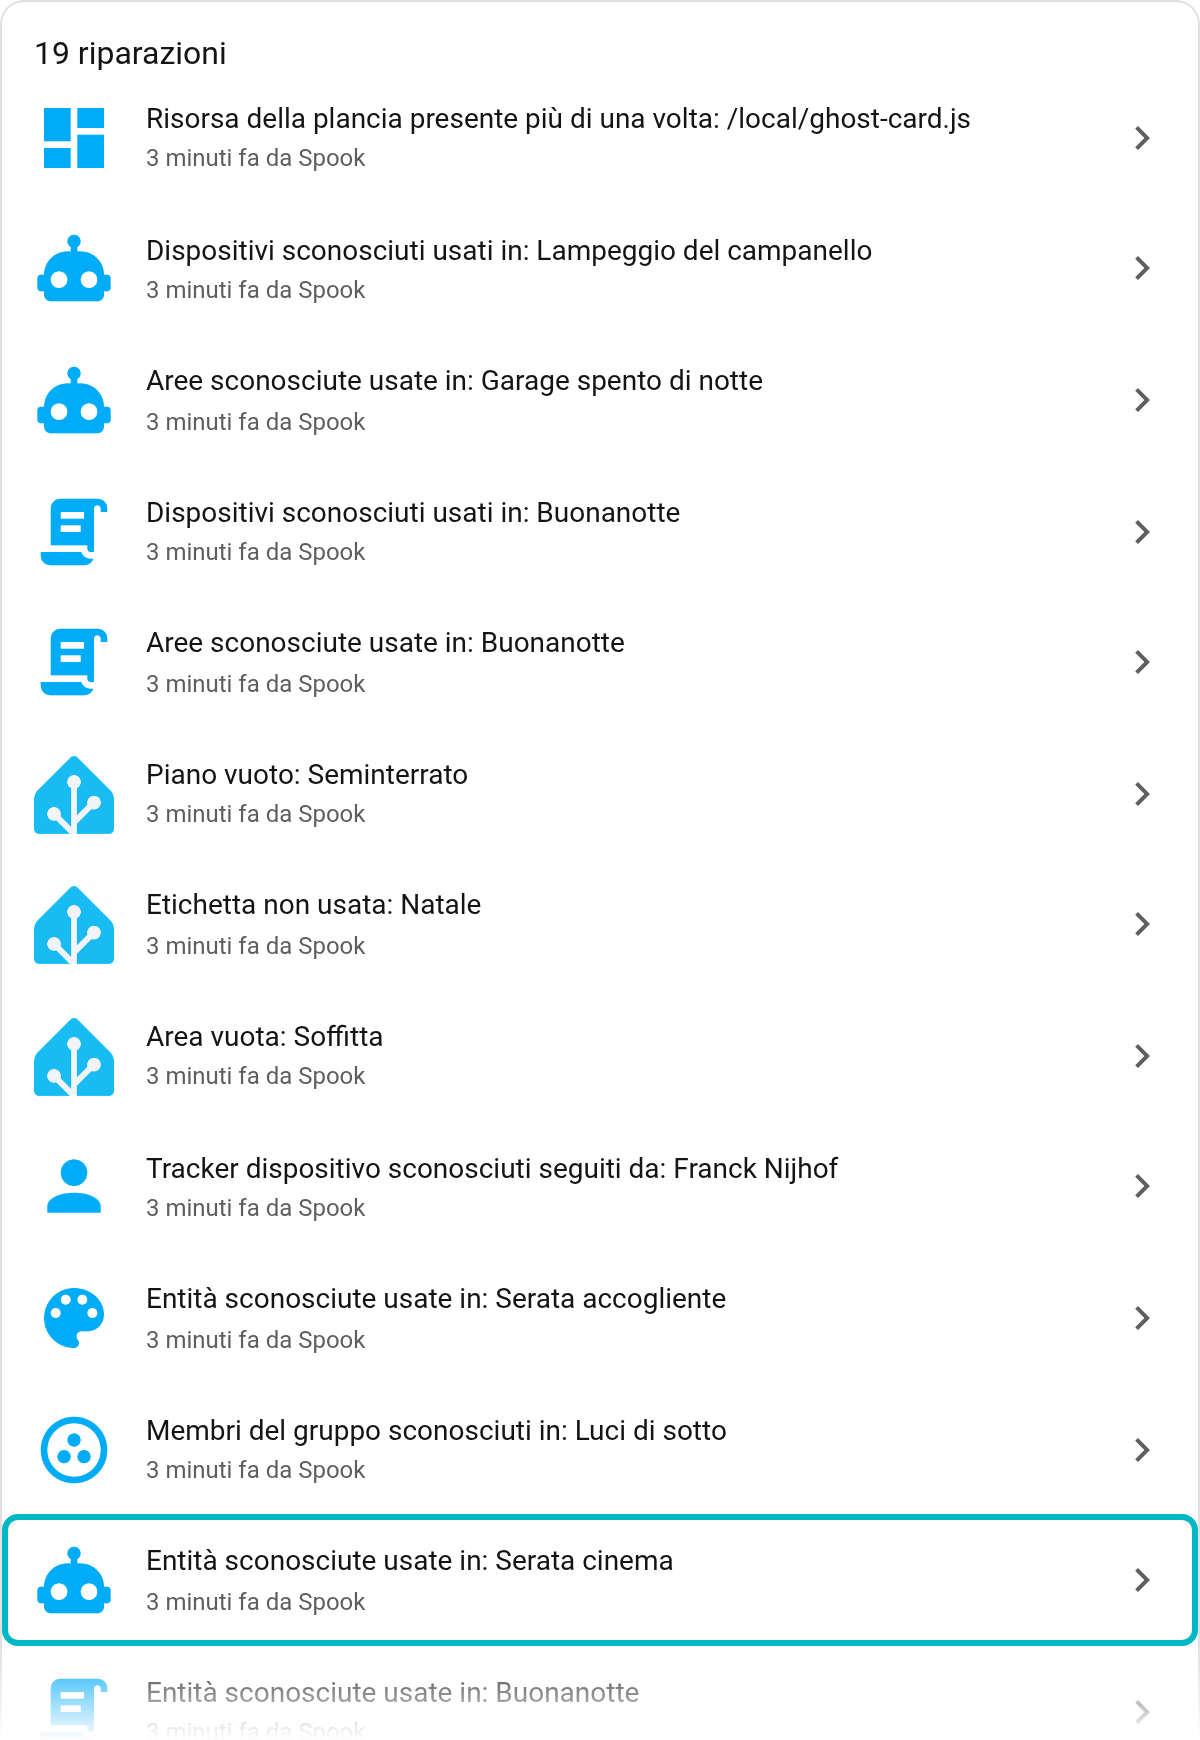 19 riparazioni
Risorsa della plancia presente più di una volta: /local/ghost-card.js
3 minuti fa da Spook
Dispositivi sconosciuti usati in: Lampeggio del campanello
3 minuti fa da Spook
Aree sconosciute usate in: Garage spento di notte
3 minuti fa da Spook
Dispositivi sconosciuti usati in: Buonanotte
3 minuti fa da Spook
Aree sconosciute usate in: Buonanotte
3 minuti fa da Spook
Piano vuoto: Seminterrato
3 minuti fa da Spook
Etichetta non usata: Natale
3 minuti fa da Spook
Area vuota: Soffitta
3 minuti fa da Spook
Tracker dispositivo sconosciuti seguiti da: Franck Nijhof
3 minuti fa da Spook
Entità sconosciute usate in: Serata accogliente
3 minuti fa da Spook
Membri del gruppo sconosciuti in: Luci di sotto
3 minuti fa da Spook
Entità sconosciute usate in: Serata cinema
3 minuti fa da Spook
Entità sconosciute usate in: Buonanotte
3 minuti fa da Spook